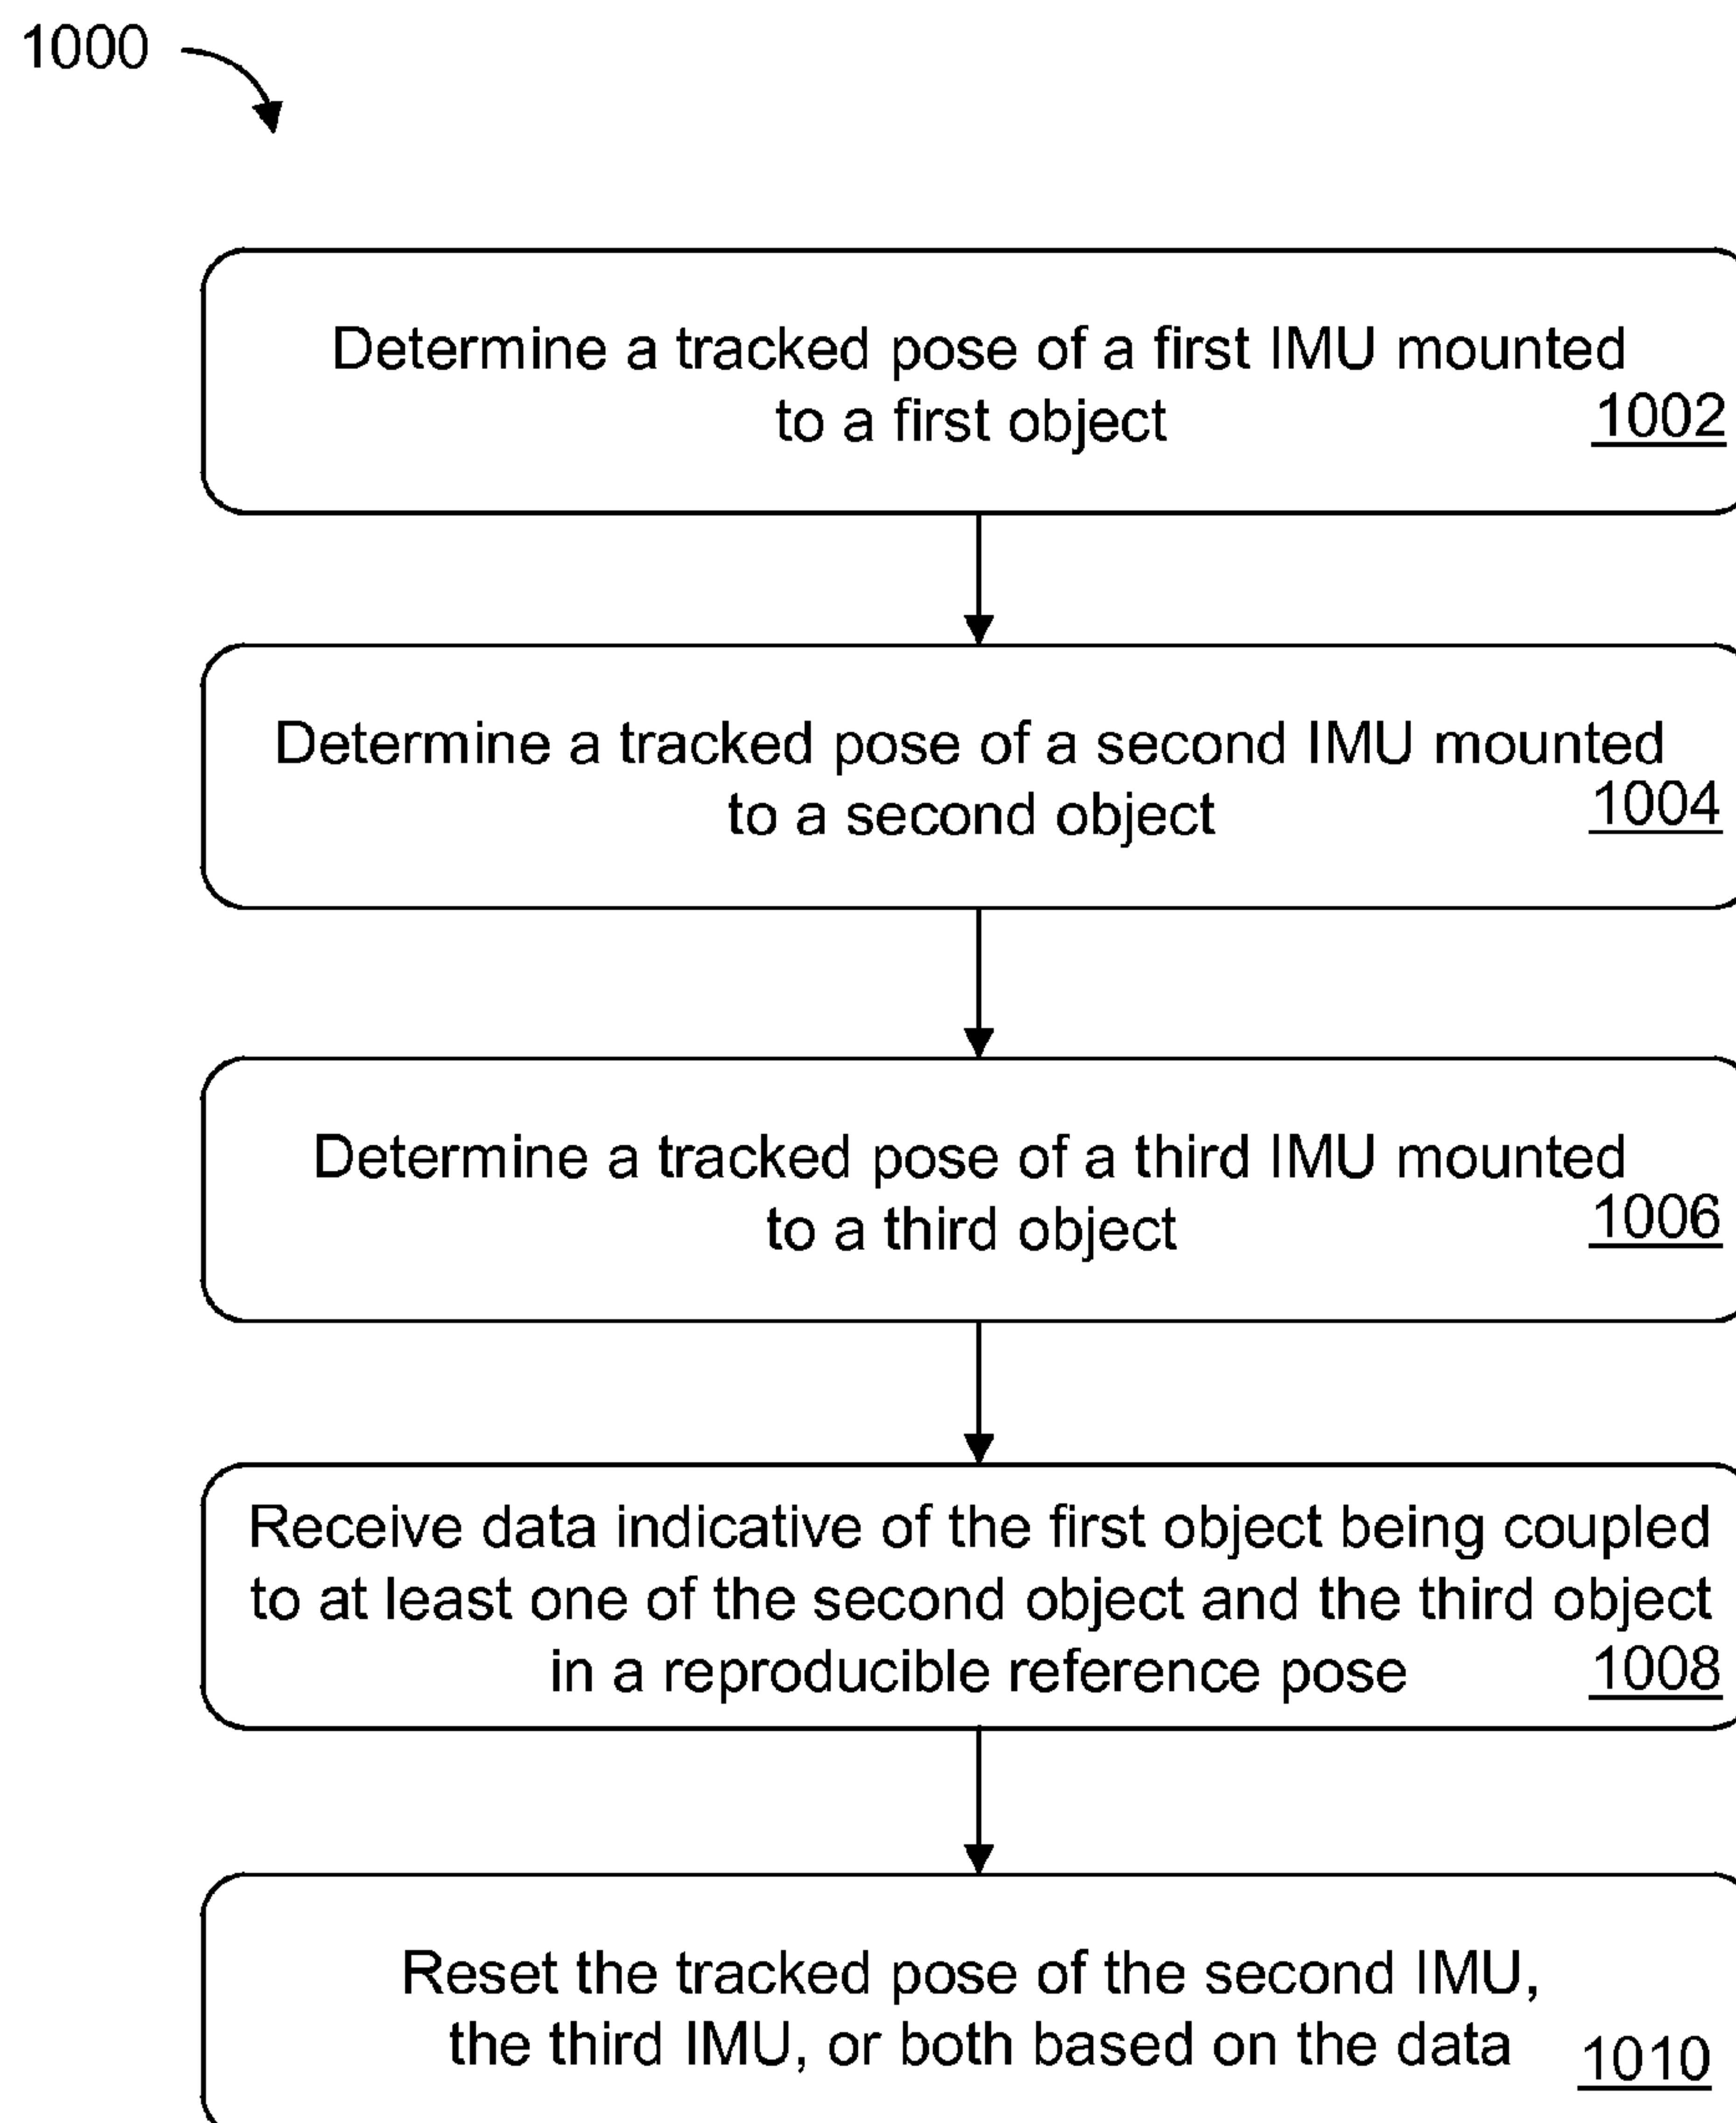 1000
Determine a tracked pose of a first IMU mounted
to a first object
1002
Determine a tracked pose of a second IMU mounted
to a second object
1004
Determine a tracked pose of a third IMU mounted
to a third object
1006
Receive data indicative of the first object being coupled
to at least one of the second object and the third object
in a reproducible reference pose
1008
Reset the tracked pose of the second IMU,
the third IMU, or both based on the data
1010